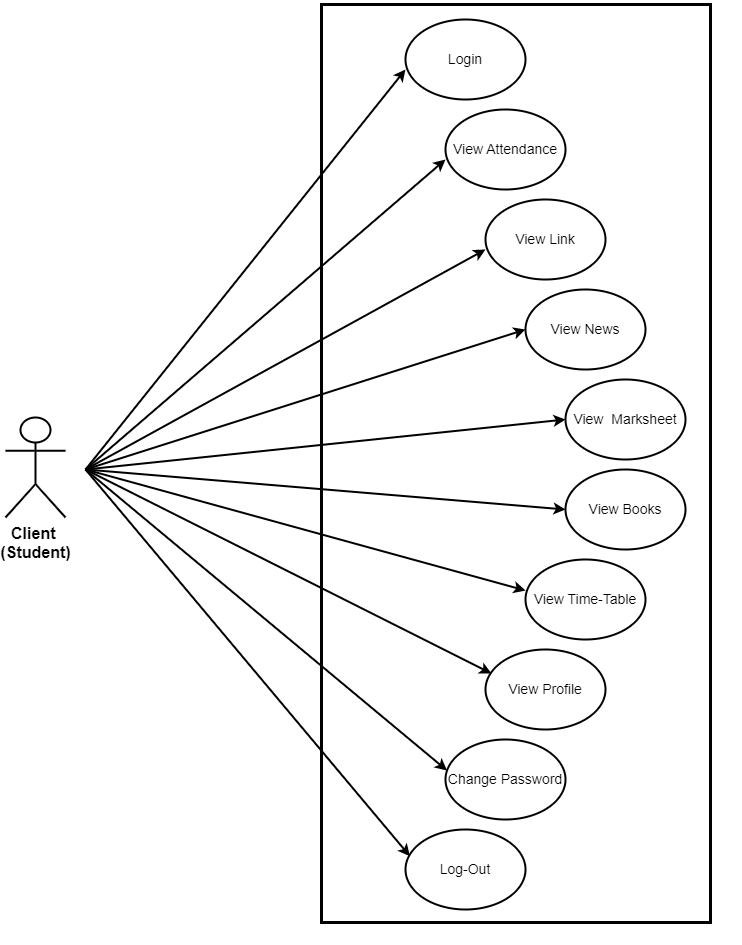 Login
View Attendance
View Link
View News
View  Marksheet
View Books
View Time-Table
View Profile
Change Password
Log-Out
Client
(Student)